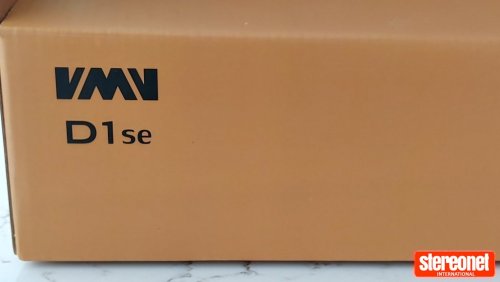 VMV
D1se
stereonet
INTERNATIONAL